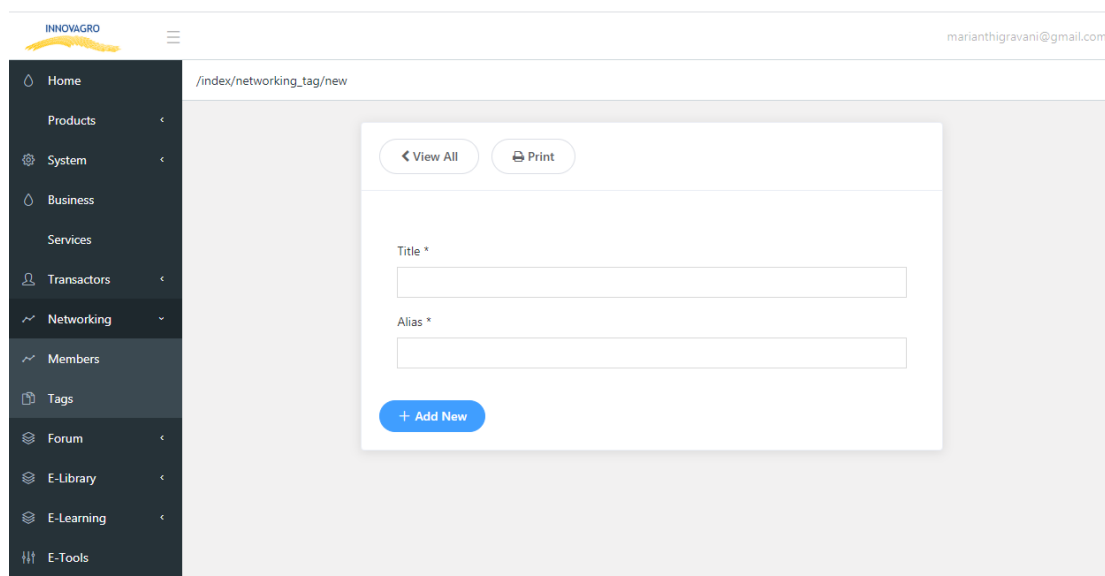 INNOVAGRO
marianthigravani@gmail.com
Home
/index/networking_tag/new
Products
System
Business
Services
Transactors
Networking
Members
Tags
Forum
E-Library
E-Learning
E-Tools
View All
Print
Title *
Alias *
+ Add New